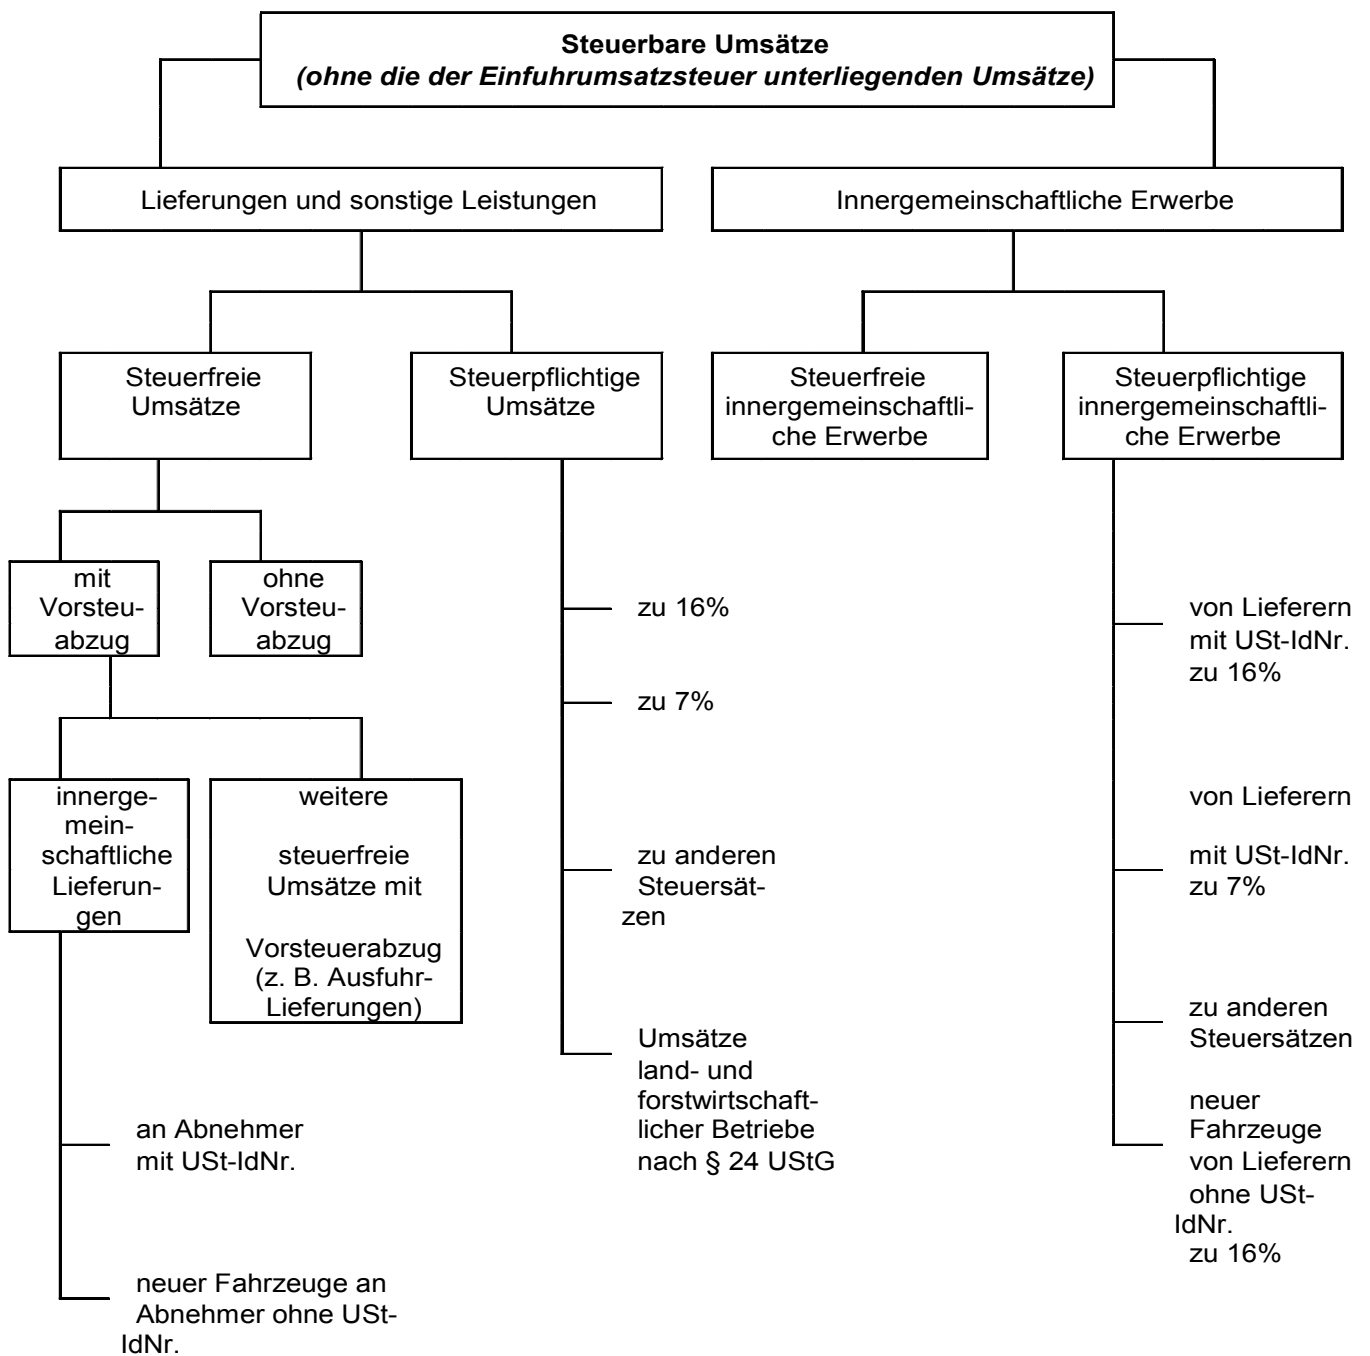 Steuerbare Umsätze
(ohne die der Einfuhrumsatzsteuer unterliegenden Umsätze)
Lieferungen und sonstige Leistungen
Innergemeinschaftliche Erwerbe
Steuerfreie
Umsätze
Steuerpflichtige
Umsätze
Steuerfreie
innergemeinschaftli-
che Erwerbe
Steuerpflichtige
innergemeinschaftli-
che Erwerbe
mit
Vorsteu-
abzug
ohne
Vorsteu-
abzug
innerge-
mein-
schaftliche
Lieferun-
gen
weitere
steuerfreie
Umsätze mit
Vorsteuerabzug
(z. B. Ausfuhr-
Lieferungen)
an Abnehmer
mit USt-IdNr.
neuer Fahrzeuge an
Abnehmer ohne USt-
IdNr.
zu 16%
zu 7%
zu anderen
Steuersät-
zen
Umsätze
land- und
forstwirtschaft-
licher Betriebe
nach § 24 UStG
von Lieferern
mit USt-IdNr.
zu 16%
von Lieferern
mit USt-IdNr.
zu 7%
zu anderen
Steuersätzen
neuer
Fahrzeuge
von Lieferern
ohne USt-
IdNr.
zu 16%